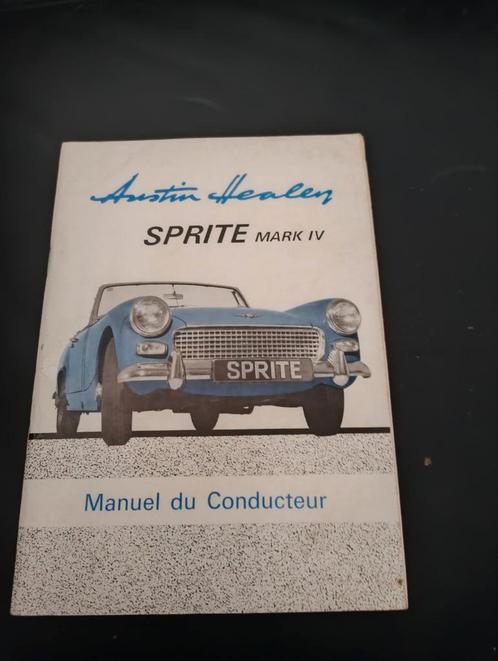 Austin Healey
SPRITE MARK IV
SPRITE
Manuel du Conducteur